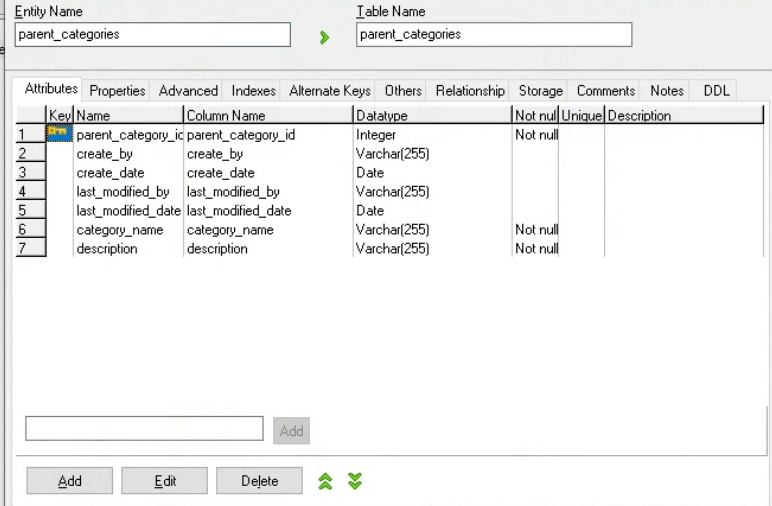 Entity Name Table Name
parent_categories parent_categories
Attributes Properties Advanced Indexes Alternate Keys Others Relationship Storage Comments Notes DDL
Key Name Column Name Datatype Not nul Unique Description
1 parent_category_ic parent_category_id Integer Not null
2 create_by create_by Varchar(255)
3 create_date create_date Date
4 last_modified_by last_modified_by Varchar(255)
5 last_modified_date last_modified_date Date
6 category_name category_name Varchar(255) Not null
7 description description Varchar(255) Not null
Add
Add Edit Delete